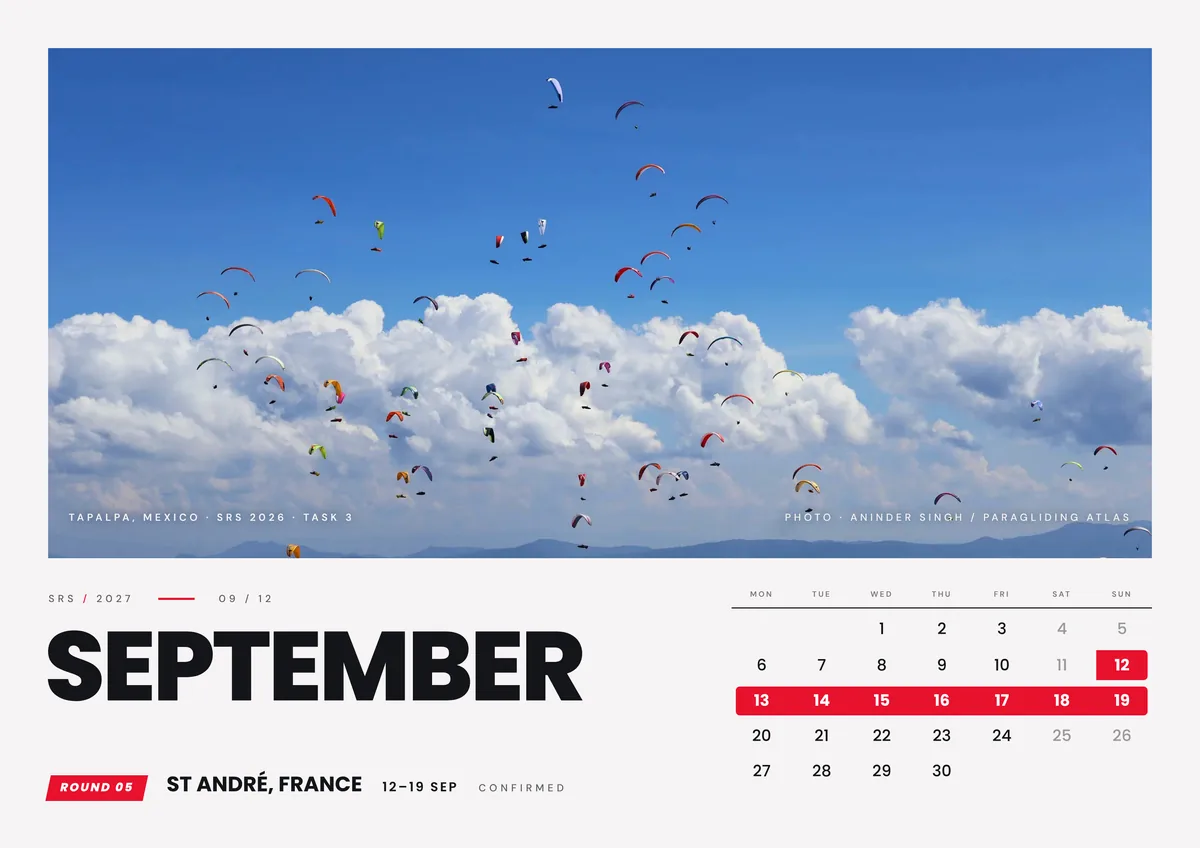 TAPALPA, MEXICO · SRS 2026 · TASK 3
PHOTO · ANINDER SINGH / PARAGLIDING ATLAS
SRS / 2027 — 09 / 12
SEPTEMBER
ROUND 05 ST ANDRÉ, FRANCE 12–19 SEP CONFIRMED
MON TUE WED THU FRI SAT SUN
1 2 3 4 5
6 7 8 9 10 11 12
13 14 15 16 17 18 19
20 21 22 23 24 25 26
27 28 29 30